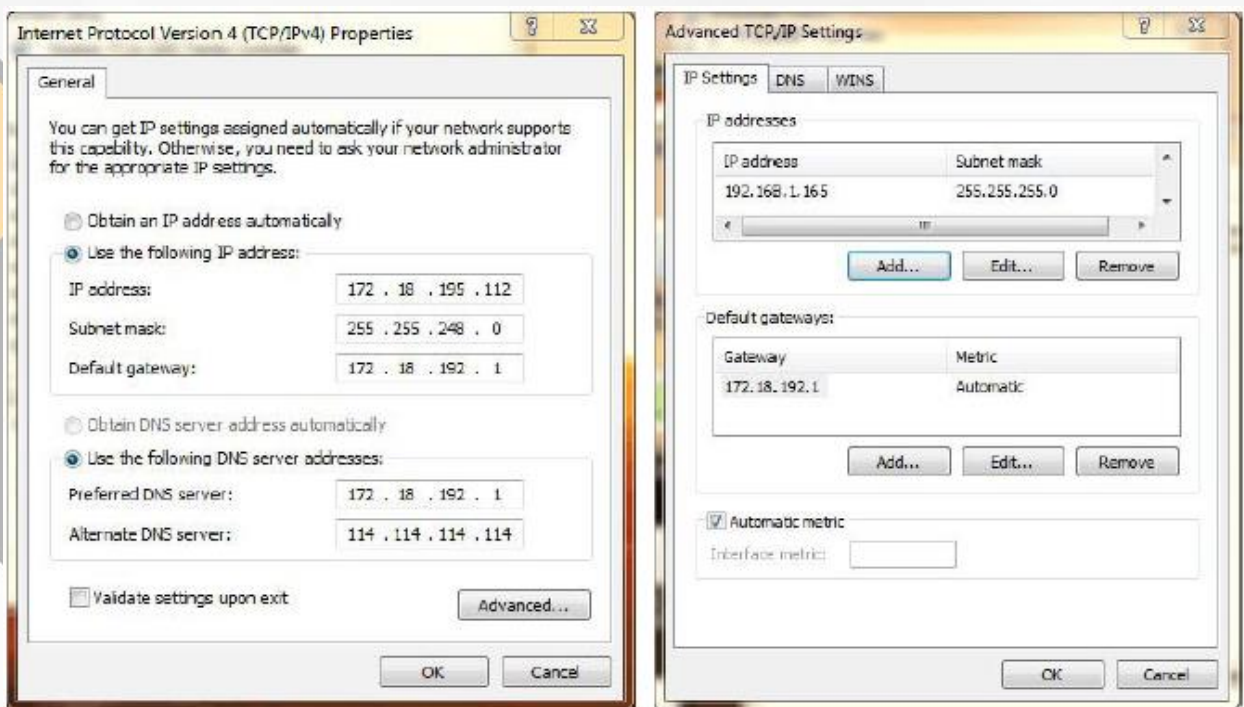 Internet Protocol Version 4 (TCP/IPv4) Properties
General
You can get IP settings assigned automatically if your network supports
this capability. Otherwise, you need to ask your network administrator
for the appropriate IP settings.
Obtain an IP address automatically
Use the following IP address:
IP address: 172 . 18 . 195 . 112
Subnet mask: 255 . 255 . 248 . 0
Default gateway: 172 . 18 . 192 . 1
Obtain DNS server address automatically
Use the following DNS server addresses:
Preferred DNS server: 172 . 18 . 192 . 1
Alternate DNS server: 114 . 114 . 114 . 114
Validate settings upon exit
Advanced...
OK Cancel
Advanced TCP/IP Settings
IP Settings DNS WINS
IP addresses
IP address Subnet mask
192.168.1.165 255.255.255.0
Add... Edit... Remove
Default gateways:
Gateway Metric
172.18.192.1 Automatic
Add... Edit... Remove
Automatic metric
Interface metric:
OK Cancel